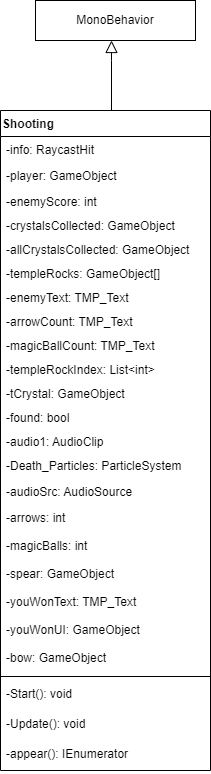 MonoBehavior
Shooting
-info: RaycastHit
-player: GameObject
-enemyScore: int
-crystalsCollected: GameObject
-allCrystalsCollected: GameObject
-templeRocks: GameObject[]
-enemyText: TMP_Text
-arrowCount: TMP_Text
-magicBallCount: TMP_Text
-templeRockIndex: List<int>
-tCrystal: GameObject
-found: bool
-audio1: AudioClip
-Death_Particles: ParticleSystem
-audioSrc: AudioSource
-arrows: int
-magicBalls: int
-spear: GameObject
-youWonText: TMP_Text
-youWonUI: GameObject
-bow: GameObject
-Start(): void
-Update(): void
-appear(): IEnumerator